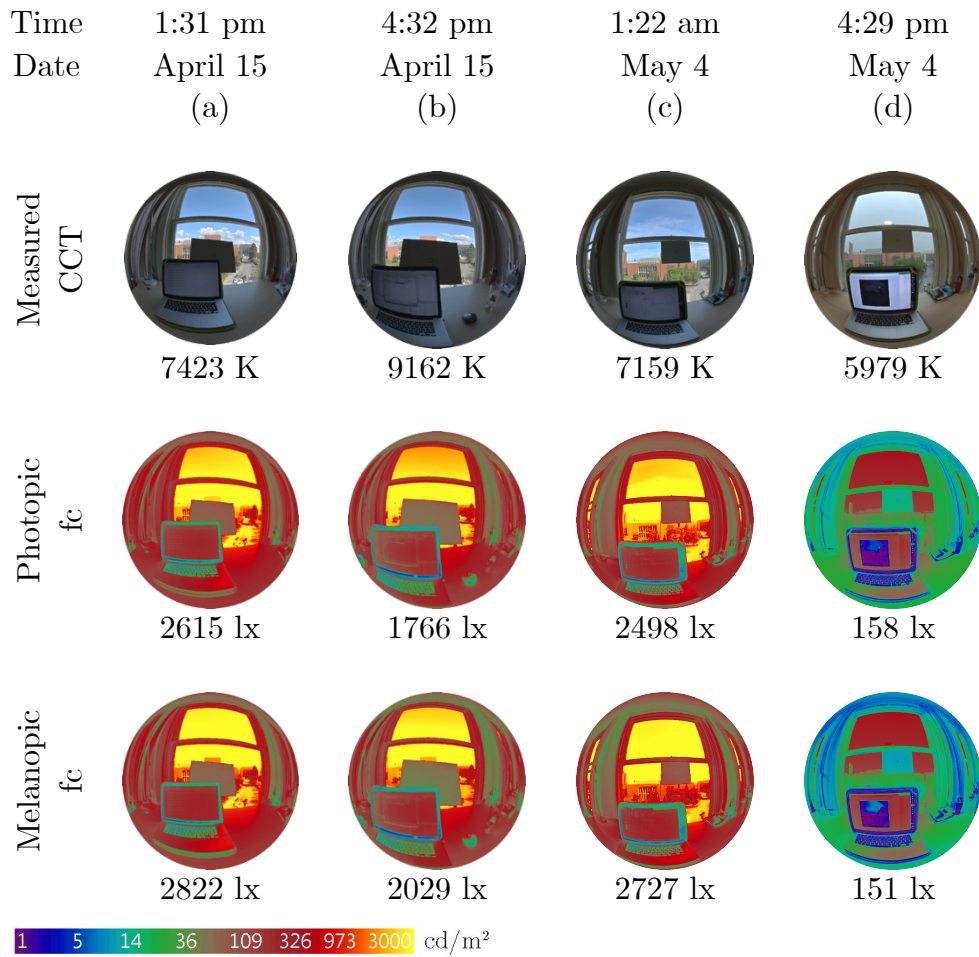 Time 1:31 pm 4:32 pm 1:22 am 4:29 pm
Date April 15 April 15 May 4 May 4
(a) (b) (c) (d)
Measured
CCT
7423 K 9162 K 7159 K 5979 K
Photopic
fc
2615 lx 1766 lx 2498 lx 158 lx
Melanopic
fc
2822 lx 2029 lx 2727 lx 151 lx
1 5 14 36 109 326 973 3000 cd/m²